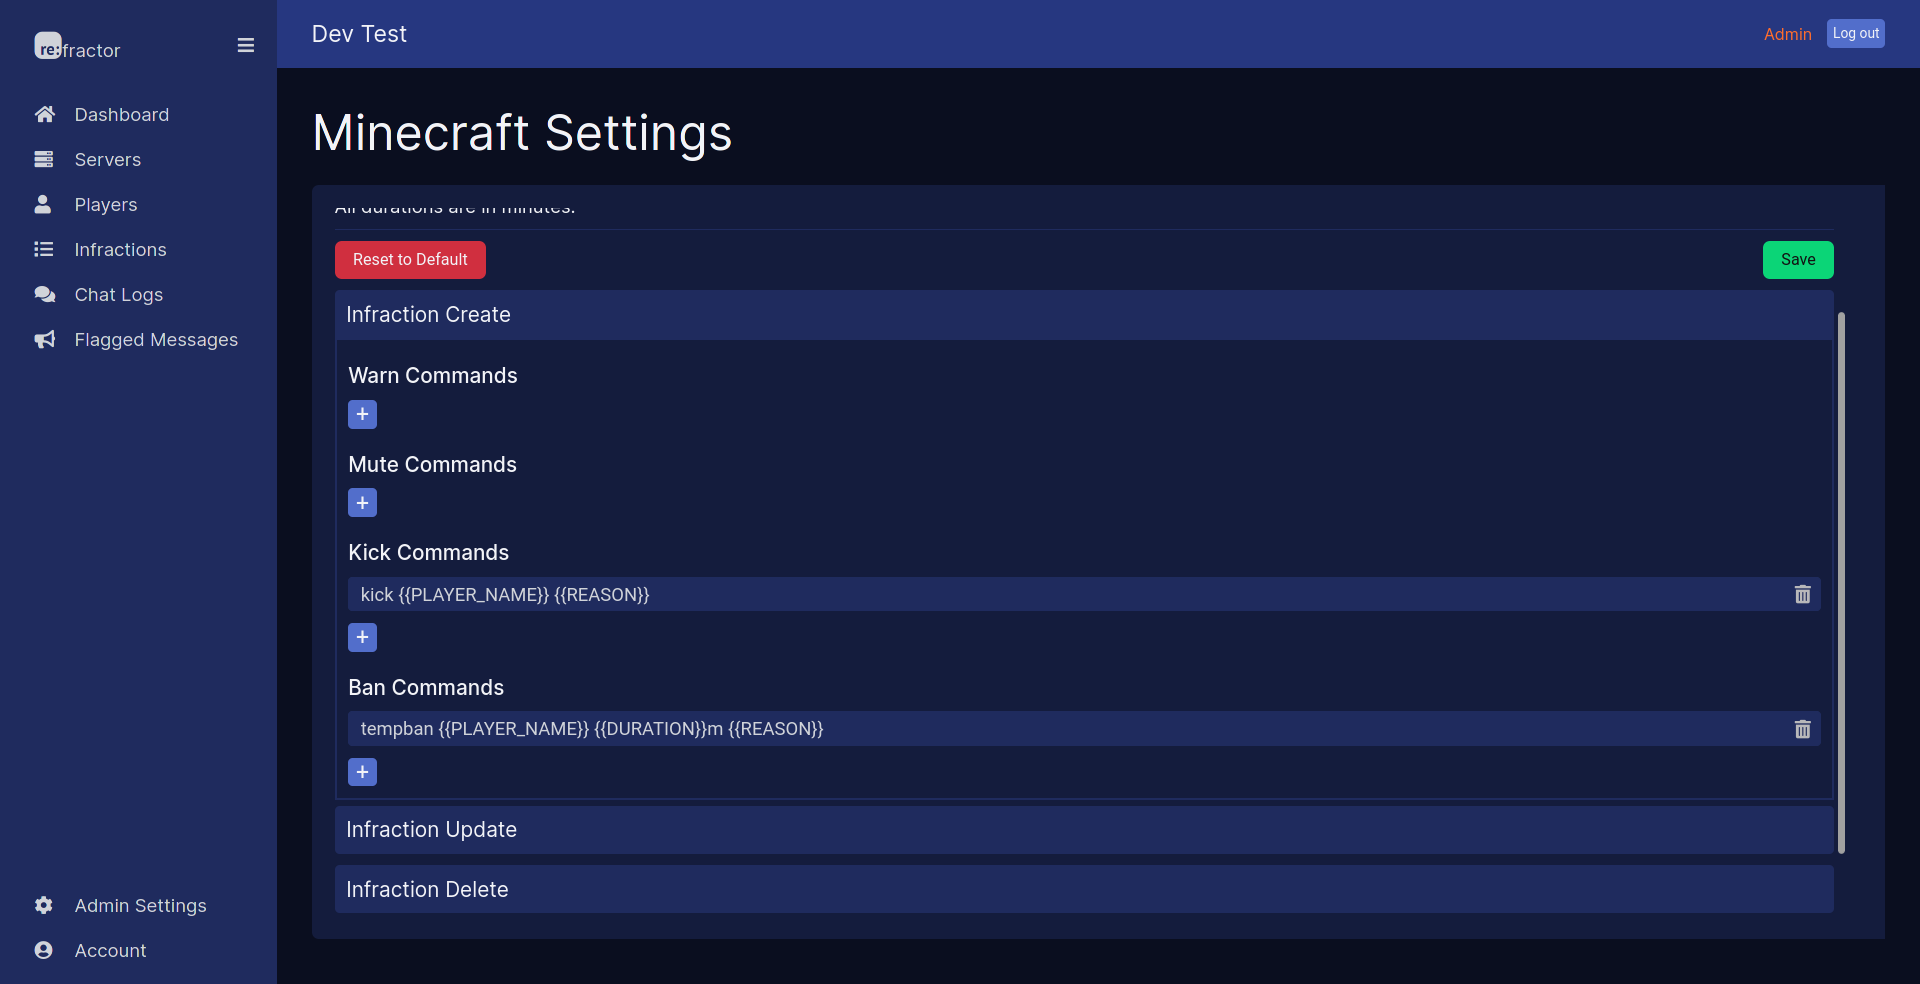 re:fractor
Dashboard
Servers
Players
Infractions
Chat Logs
Flagged Messages
Admin Settings
Account
Dev Test
Admin
Log out
Minecraft Settings
All durations are in minutes.
Reset to Default
Save
Infraction Create
Warn Commands
+
Mute Commands
+
Kick Commands
kick {{PLAYER_NAME}} {{REASON}}
+
Ban Commands
tempban {{PLAYER_NAME}} {{DURATION}}m {{REASON}}
+
Infraction Update
Infraction Delete